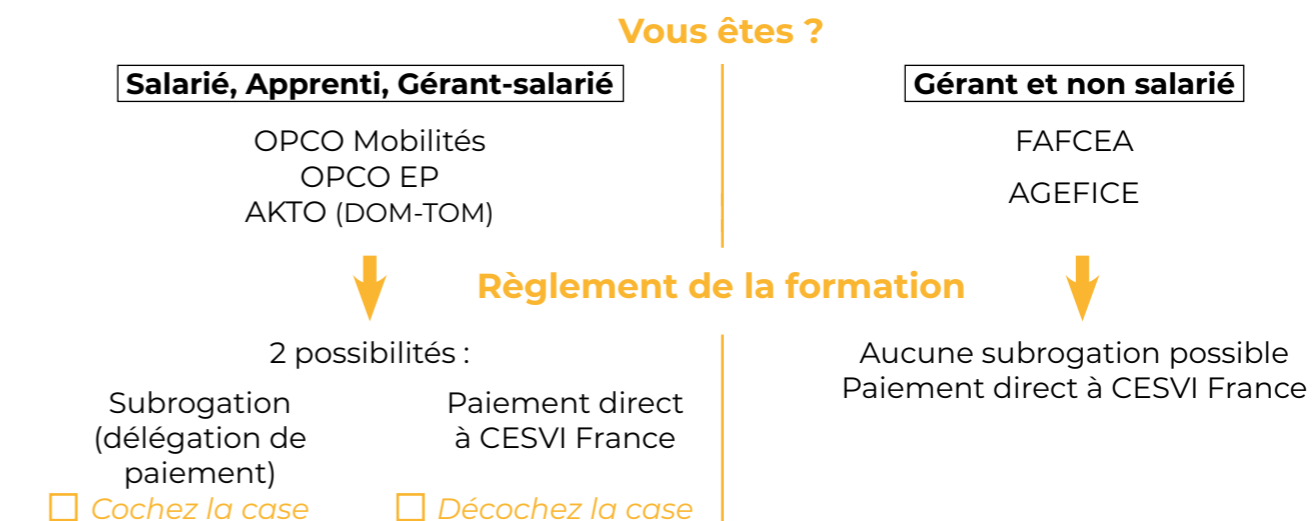 Vous êtes ?
Salarié, Apprenti, Gérant-salarié
OPCO Mobilités
OPCO EP
AKTO (DOM-TOM)
Gérant et non salarié
FAFCEA
AGEFICE
Règlement de la formation
2 possibilités :
Subrogation
(délégation de
paiement)
Cochez la case
Paiement direct
à CESVI France
Décochez la case
Aucune subrogation possible
Paiement direct à CESVI France